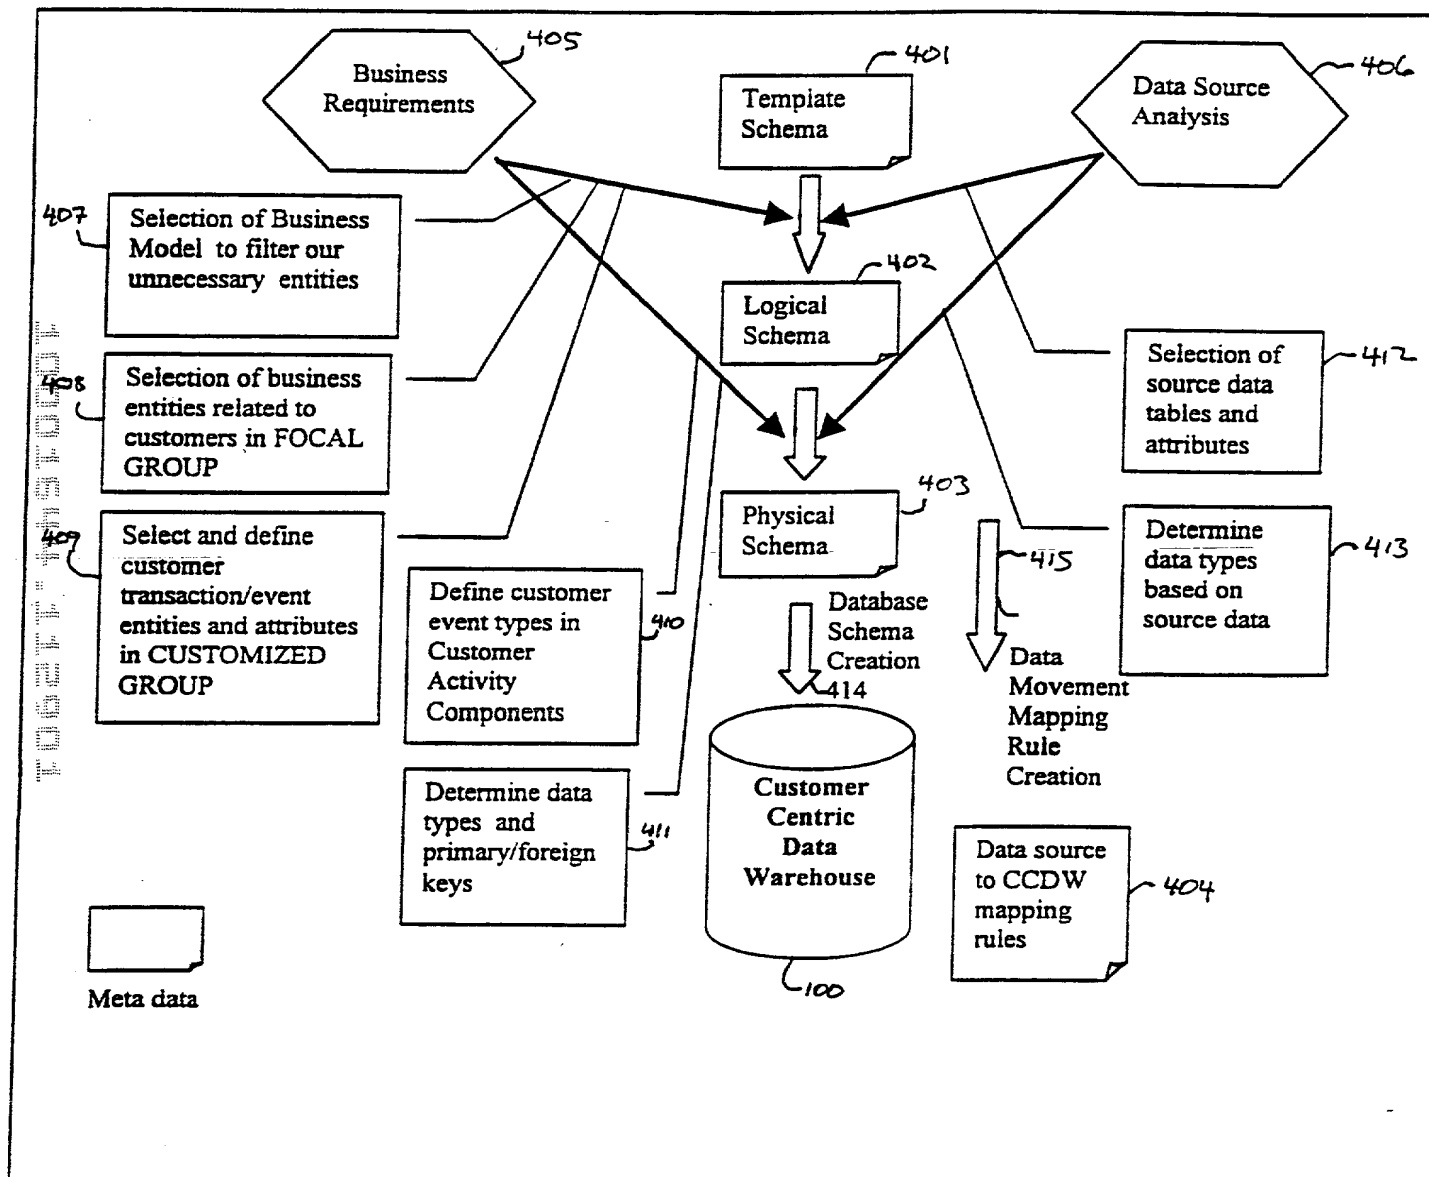 Business
Requirements
405
Template
Schema
401
Data Source
Analysis
406
407
Selection of Business
Model to filter our
unnecessary entities
402
Logical
Schema
408
Selection of business
entities related to
customers in FOCAL
GROUP
Selection of
source data
tables and
attributes
412
409
Select and define
customer
transaction/event
entities and attributes
in CUSTOMIZED
GROUP
Physical
Schema
403
Determine
data types
based on
source data
413
415
Define customer
event types in
Customer
Activity
Components
410
Database
Schema
Creation
414
Data
Movement
Mapping
Rule
Creation
Determine data
types and
primary/foreign
keys
411
Customer
Centric
Data
Warehouse
100
Data source
to CCDW
mapping
rules
404
Meta data